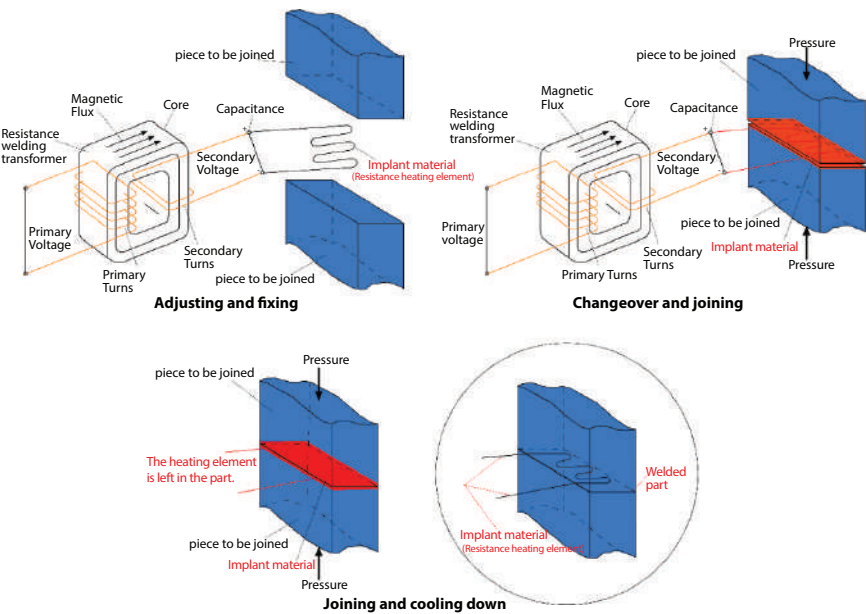 piece to be joined
Magnetic
Flux
Core
Capacitance
Resistance
welding
transformer
Secondary
Voltage
Implant material
(Resistance heating element)
Primary
Voltage
Secondary
Turns
Primary
Turns
piece to be joined
Adjusting and fixing
Pressure
piece to be joined
Magnetic
Flux
Core
Capacitance
Resistance
welding
transformer
Secondary
Voltage
Primary
voltage
piece to be joined
Implant material
Secondary
Turns
Primary Turns
Pressure
Changeover and joining
Pressure
piece to be joined
The heating element
is left in the part.
piece to be joined
Implant material
Pressure
Welded
part
Implant material
(Resistance heating element)
Joining and cooling down